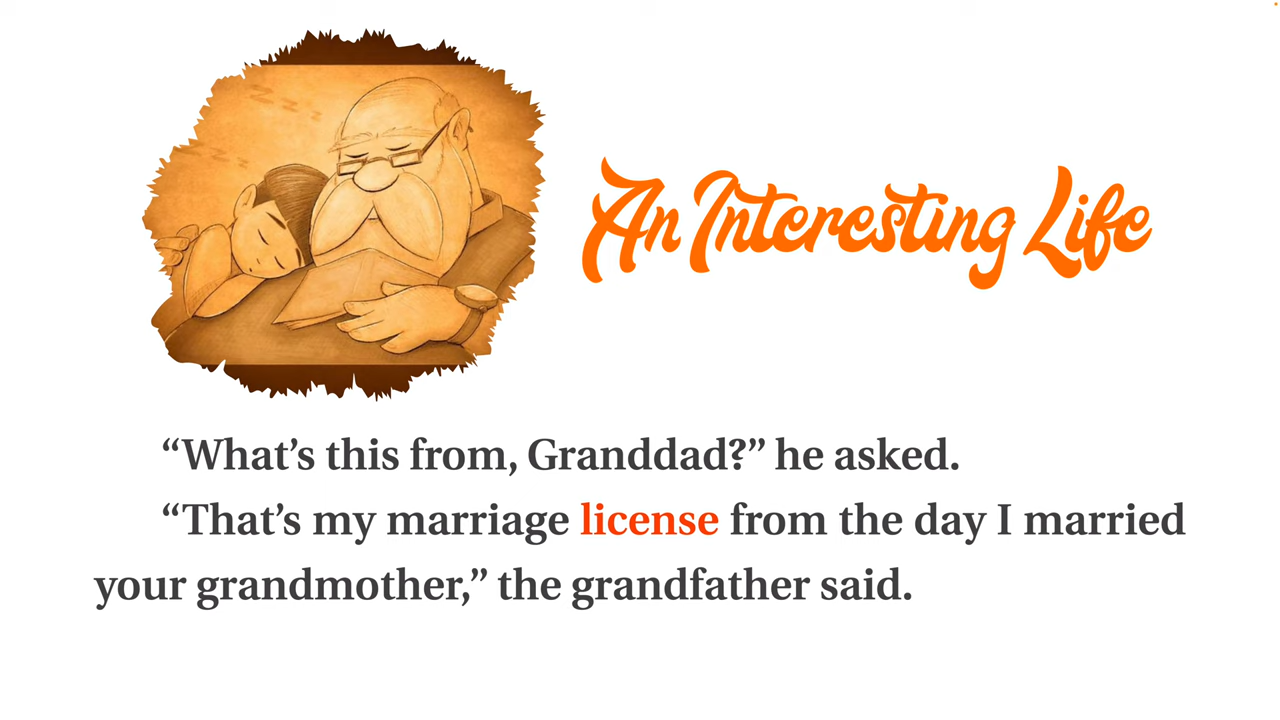 z z z z
z z z z
An Interesting Life
“What’s this from, Granddad?” he asked.
“That’s my marriage license from the day I married
your grandmother,” the grandfather said.